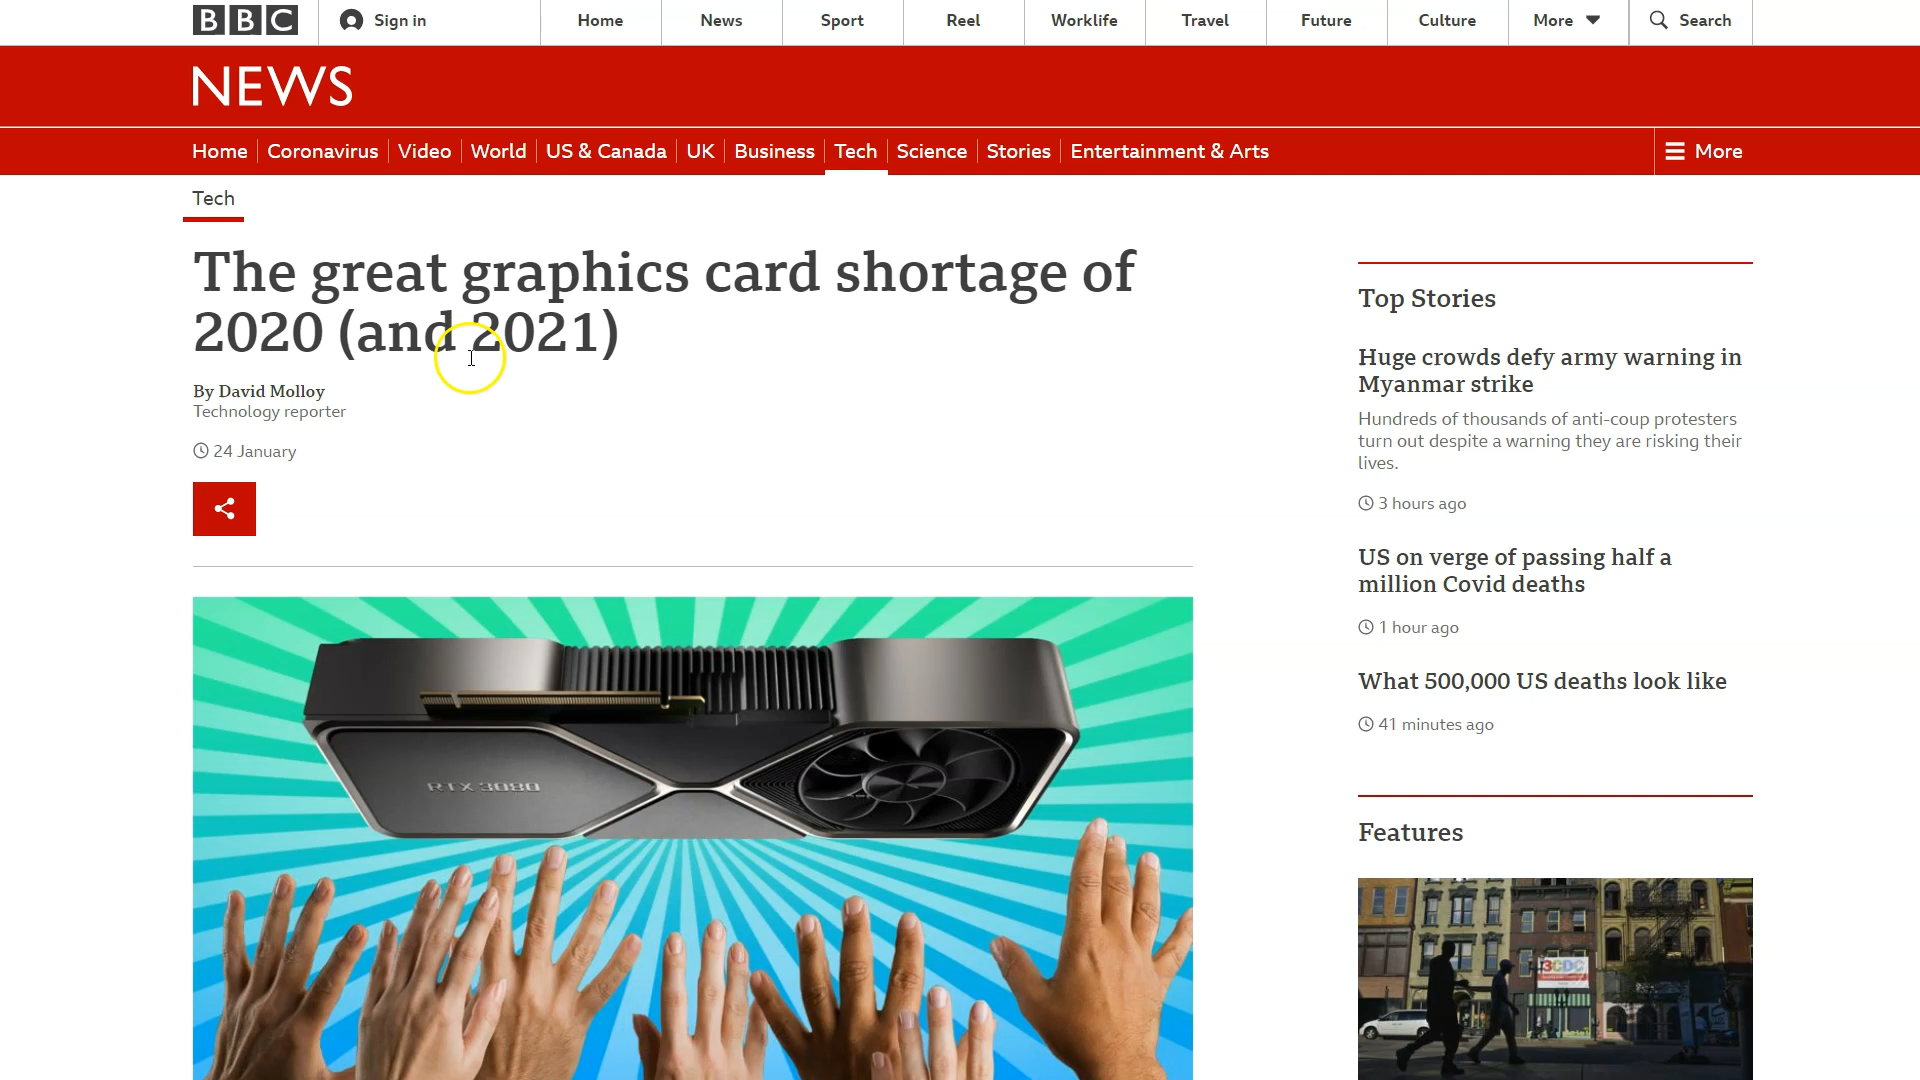 BBC
Sign in
Home
News
Sport
Reel
Worklife
Travel
Future
Culture
More
Search
NEWS
Home
Coronavirus
Video
World
US & Canada
UK
Business
Tech
Science
Stories
Entertainment & Arts
More
Tech
The great graphics card shortage of
2020 (and 2021)
By David Molloy
Technology reporter
24 January
RTX 3080
Top Stories
Huge crowds defy army warning in
Myanmar strike
Hundreds of thousands of anti-coup protesters
turn out despite a warning they are risking their
lives.
3 hours ago
US on verge of passing half a
million Covid deaths
1 hour ago
What 500,000 US deaths look like
41 minutes ago
Features
3CDC